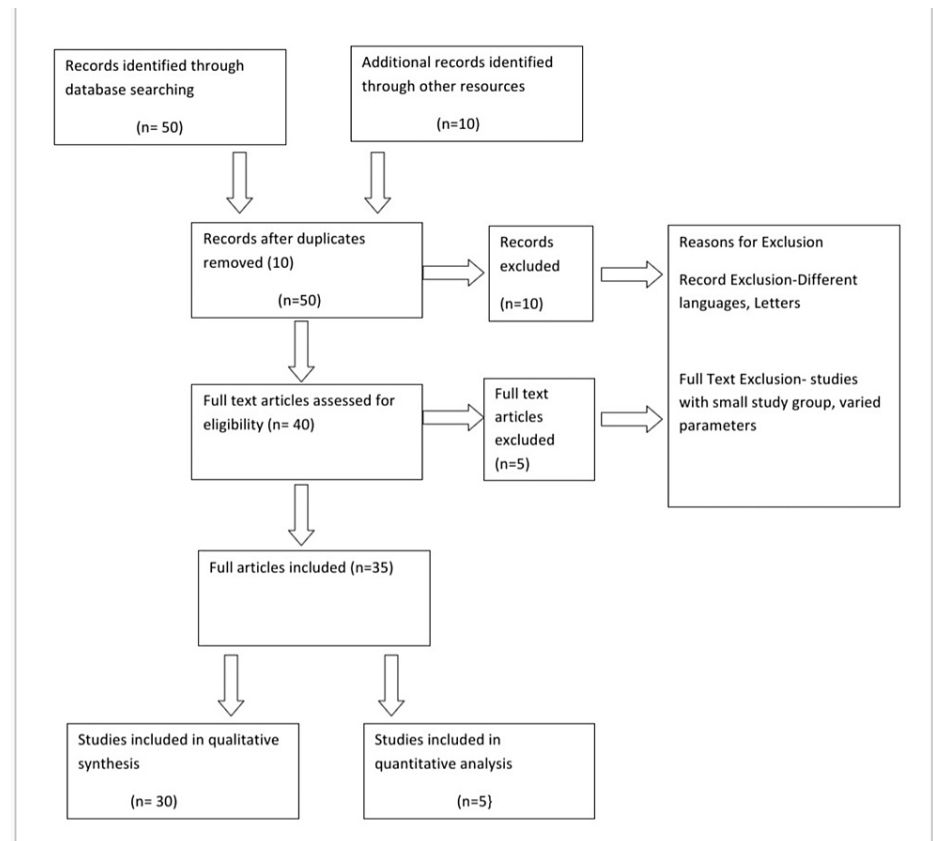 Records identified through
database searching
(n= 50)
Additional records identified
through other resources
(n=10)
Records after duplicates
removed (10)
(n=50)
Records
excluded
(n=10)
Reasons for Exclusion
Record Exclusion-Different
languages, Letters
Full Text Exclusion- studies
with small study group, varied
parameters
Full text articles assessed for
eligibility (n= 40)
Full text
articles
excluded
(n=5)
Full articles included (n=35)
Studies included in qualitative
synthesis
(n= 30)
Studies included in
quantitative analysis
(n=5}